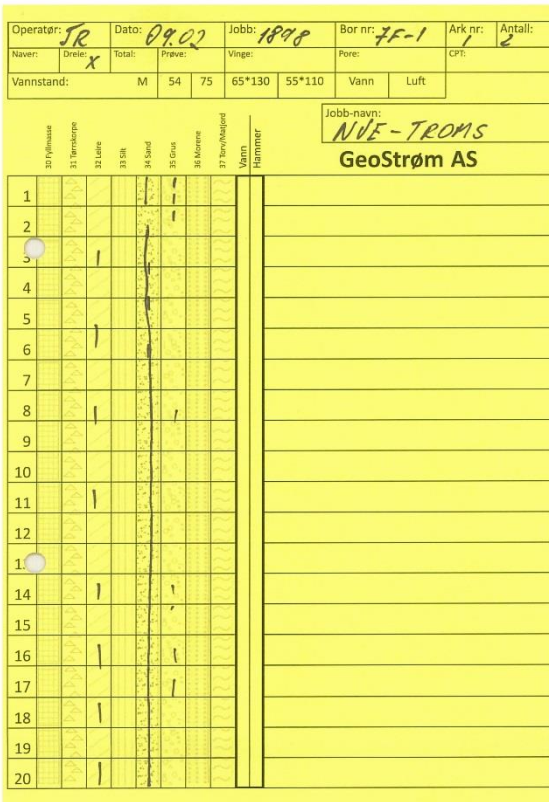 Operatør: JR Dato: 09.02 Jobb: 1898 Bor nr: 7F-1 Ark nr: 1 Antall: 2
Naver: Dreie: X Total: Prøve: Vinge: Pore: CPT:
Vannstand: M 54 75 65*130 55*110 Vann Luft
Jobb-navn:
NVE-TROMS
GeoStrøm AS
30 Fyllmasse
31 Tørrskorpe
32 Leire
33 Silt
34 Sand
35 Grus
36 Morene
37 Torv/Matjord
Vann
Hammer
1
2
3
4
5
6
7
8
9
10
11
12
14
15
16
17
18
19
20